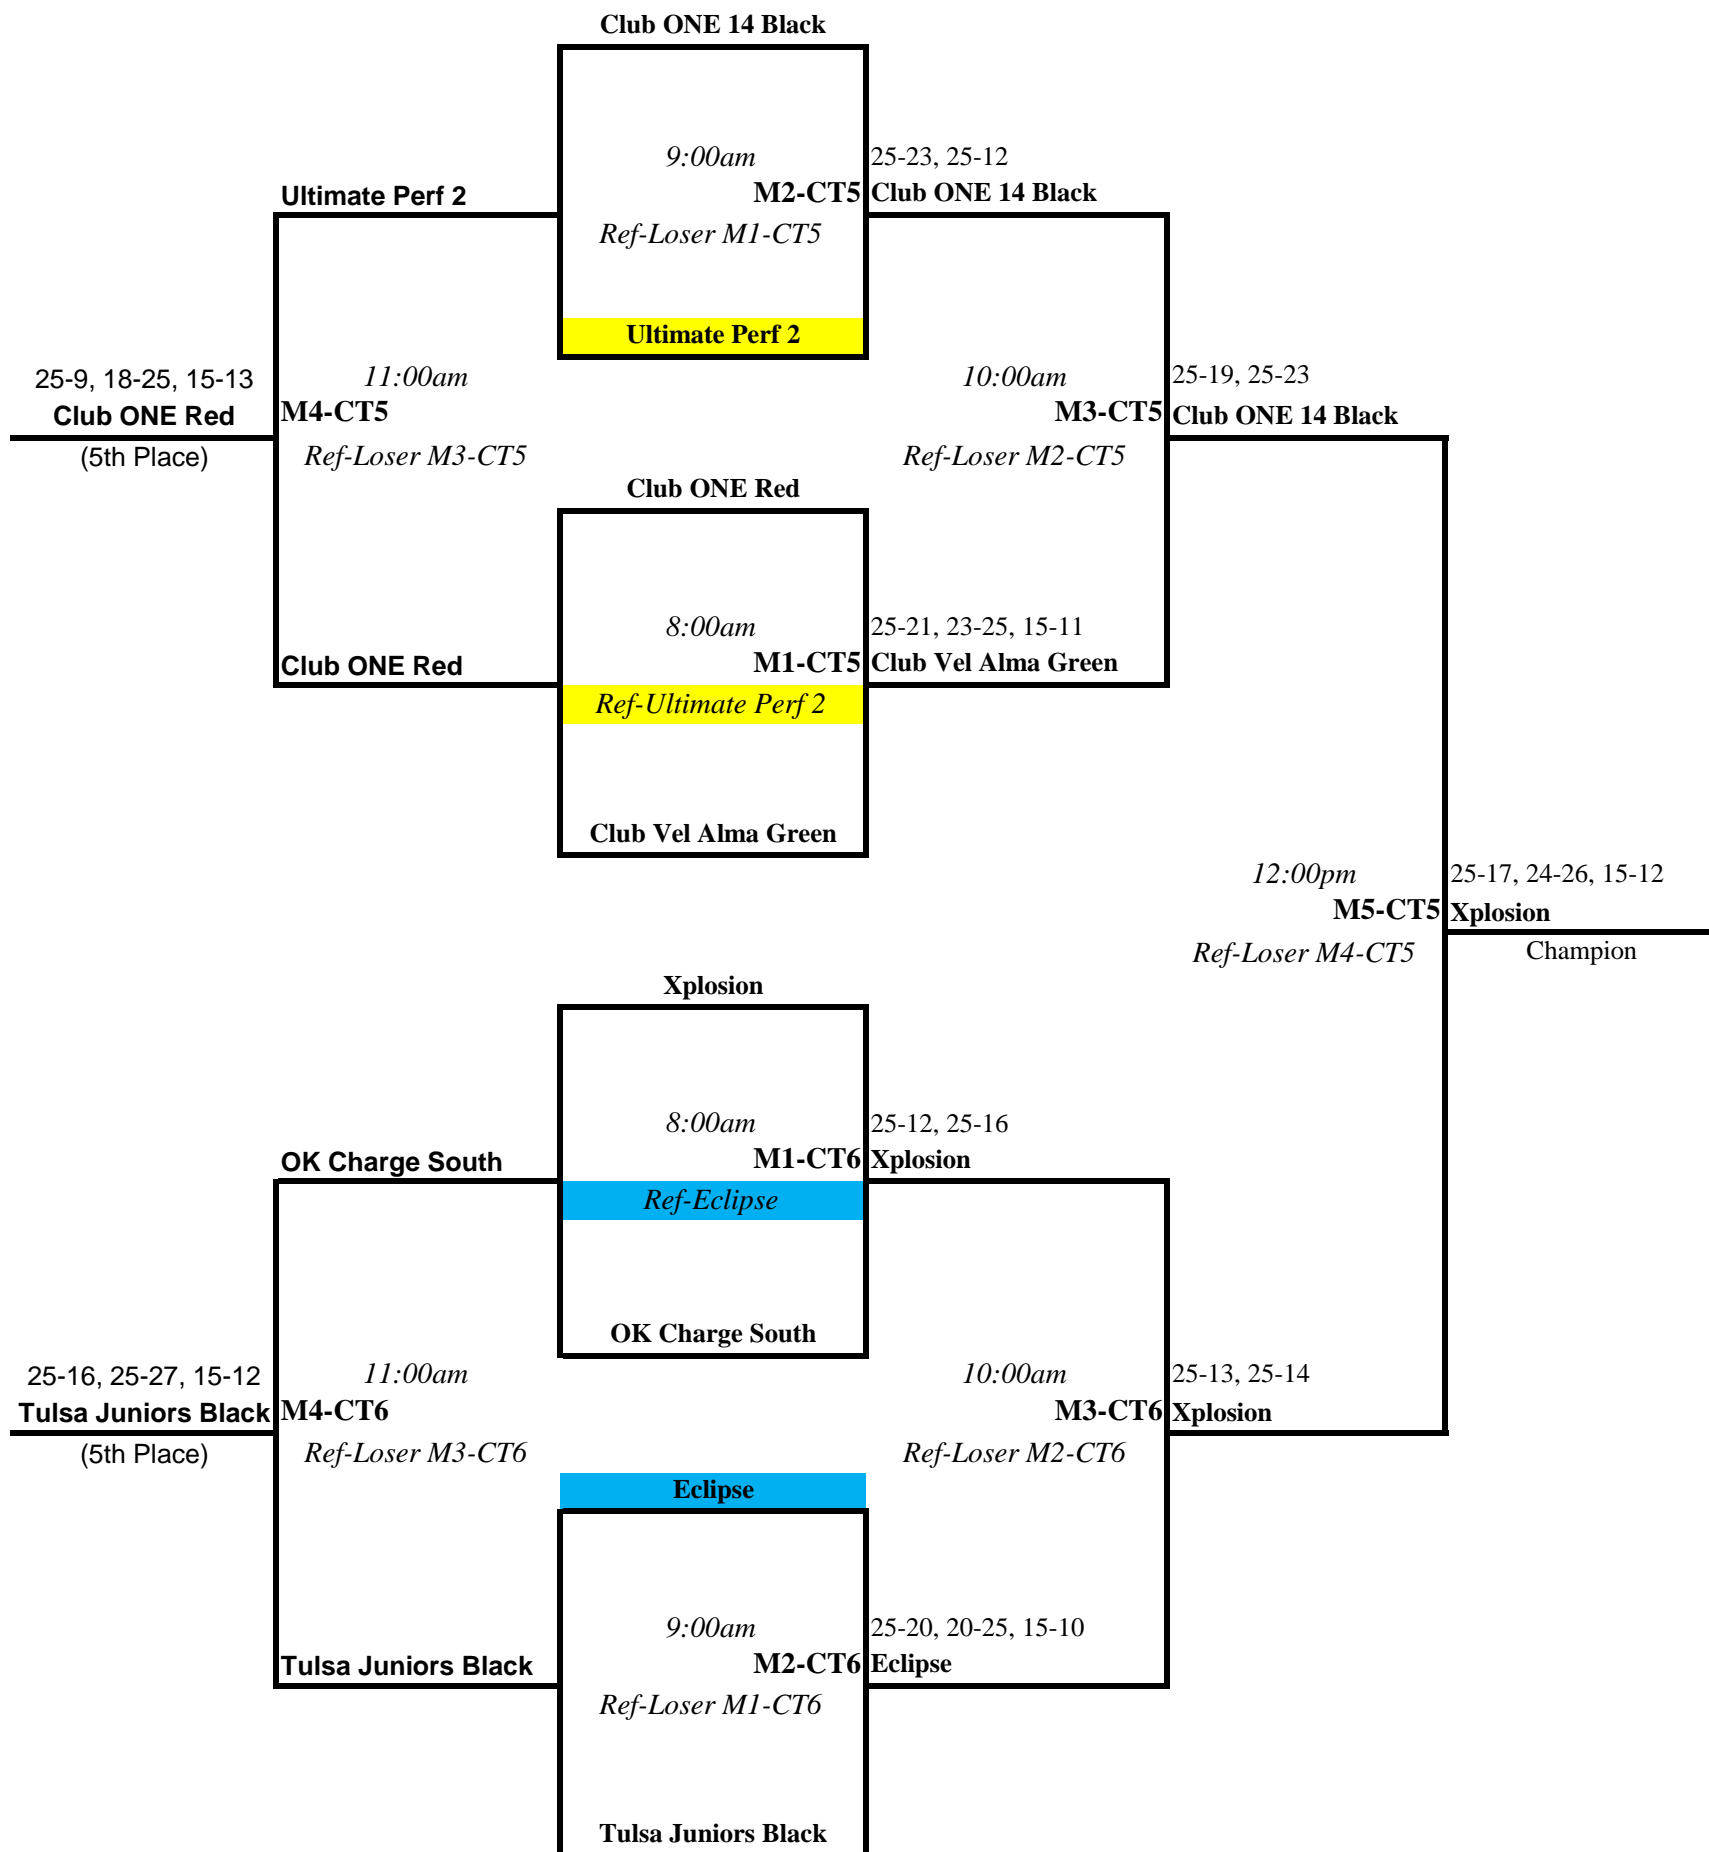 Club ONE 14 Black
9:00am
25-23, 25-12
Ultimate Perf 2
M2-CT5
Club ONE 14 Black
Ref-Loser M1-CT5
Ultimate Perf 2
25-9, 18-25, 15-13
11:00am
10:00am
25-19, 25-23
Club ONE Red
M4-CT5
M3-CT5
Club ONE 14 Black
(5th Place)
Ref-Loser M3-CT5
Ref-Loser M2-CT5
Club ONE Red
8:00am
25-21, 23-25, 15-11
Club ONE Red
M1-CT5
Club Vel Alma Green
Ref-Ultimate Perf 2
Club Vel Alma Green
12:00pm
25-17, 24-26, 15-12
M5-CT5
Xplosion
Ref-Loser M4-CT5
Champion
Xplosion
8:00am
25-12, 25-16
OK Charge South
M1-CT6
Xplosion
Ref-Eclipse
OK Charge South
25-16, 25-27, 15-12
11:00am
10:00am
25-13, 25-14
Tulsa Juniors Black
M4-CT6
M3-CT6
Xplosion
(5th Place)
Ref-Loser M3-CT6
Ref-Loser M2-CT6
Eclipse
9:00am
25-20, 20-25, 15-10
Tulsa Juniors Black
M2-CT6
Eclipse
Ref-Loser M1-CT6
Tulsa Juniors Black